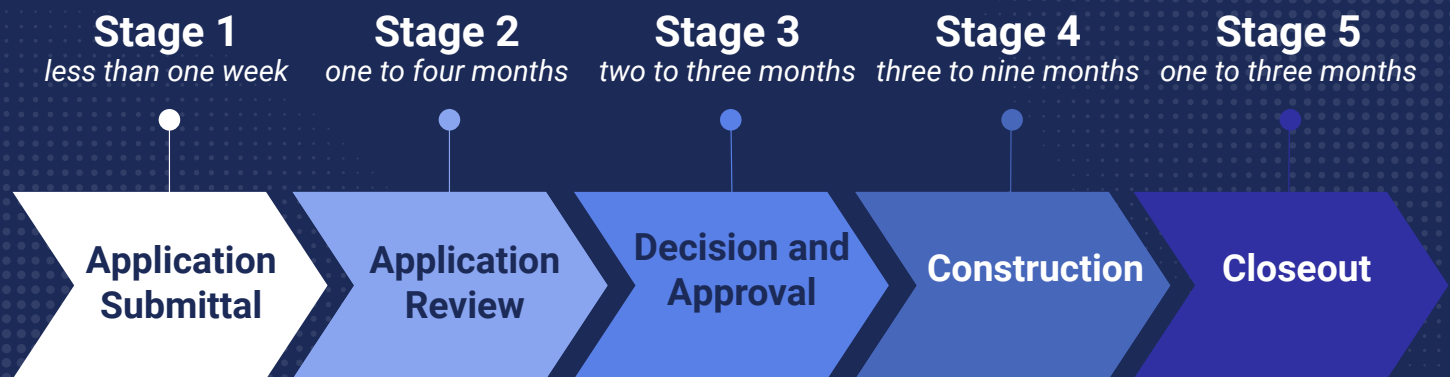 Stage 1
less than one week
Stage 2
one to four months
Stage 3
two to three months
Stage 4
three to nine months
Stage 5
one to three months
Application
Submittal
Application
Review
Decision and
Approval
Construction
Closeout